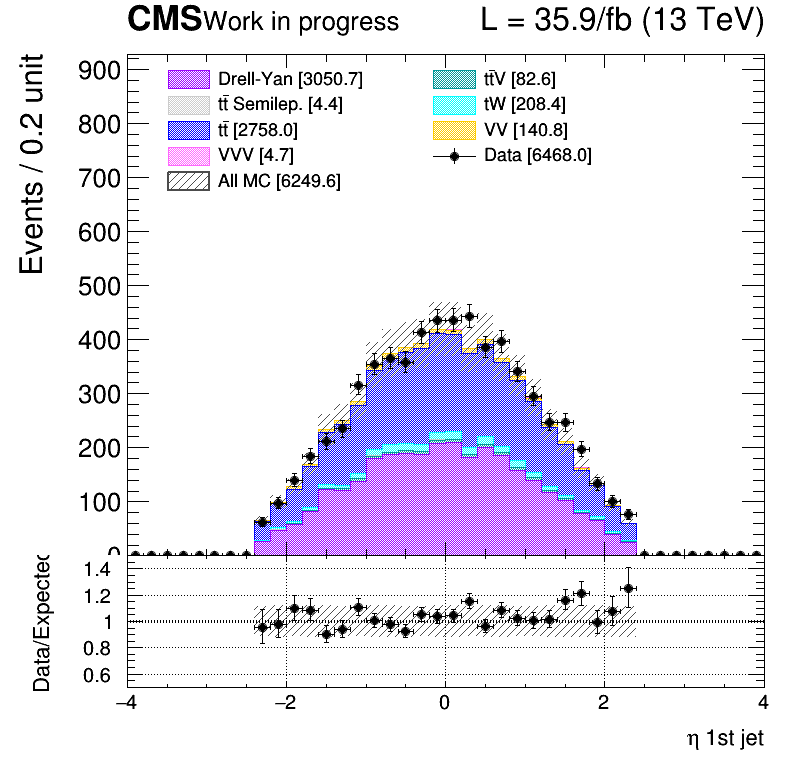 CMS Work in progress L = 35.9/fb (13 TeV)
Events / 0.2 unit
900
800
700
600
500
400
300
200
100
0
Drell-Yan [3050.7]
tt̄ Semilep. [4.4]
tt̄ [2758.0]
VVV [4.7]
All MC [6249.6]
tt̄V [82.6]
tW [208.4]
VV [140.8]
Data [6468.0]
Data/Expected
1.4
1.2
1
0.8
0.6
−4 −2 0 2 4
η 1st jet